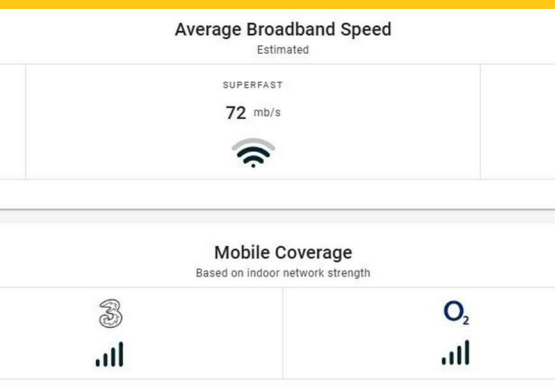 Average Broadband Speed
Estimated
SUPERFAST
72 mb/s
Mobile Coverage
Based on indoor network strength
3
O2